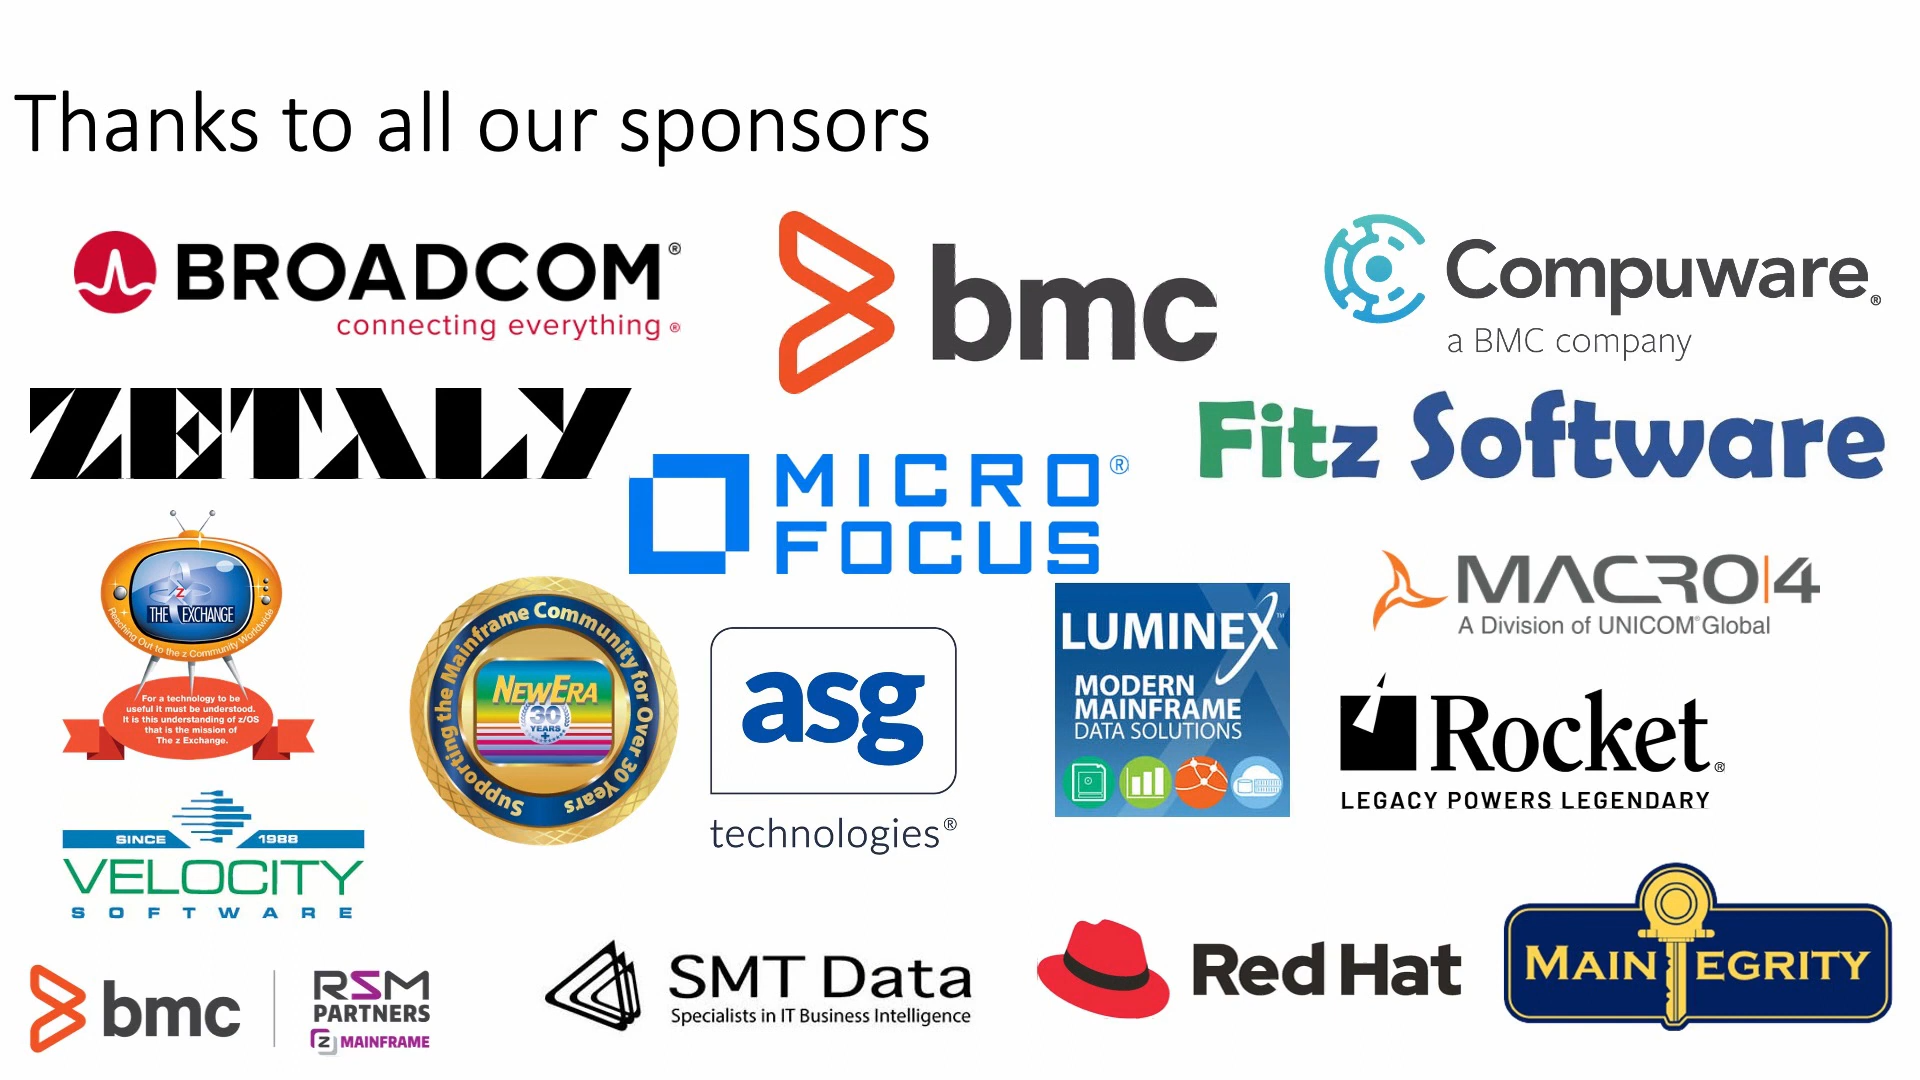 Thanks to all our sponsors
BROADCOM®
connecting everything®
bmc
Compuware®
a BMC company
ZETALY
MICRO®
FOCUS
Fitz Software
THE z EXCHANGE
Reaching Out to the z Community Worldwide
For a technology to be
useful it must be understood.
It is this understanding of z/OS
that is the mission of
The z Exchange.
Supporting the Mainframe Community for Over 30 Years
NEWERA
30
YEARS
asg
technologies®
LUMINEX™
MODERN
MAINFRAME
DATA SOLUTIONS
MACRO|4
A Division of UNICOM® Global
Rocket®
LEGACY POWERS LEGENDARY
SINCE 1988
VELOCITY
SOFTWARE
bmc
RSM
PARTNERS
Z MAINFRAME
SMT Data
Specialists in IT Business Intelligence
Red Hat
MAINTEGRITY